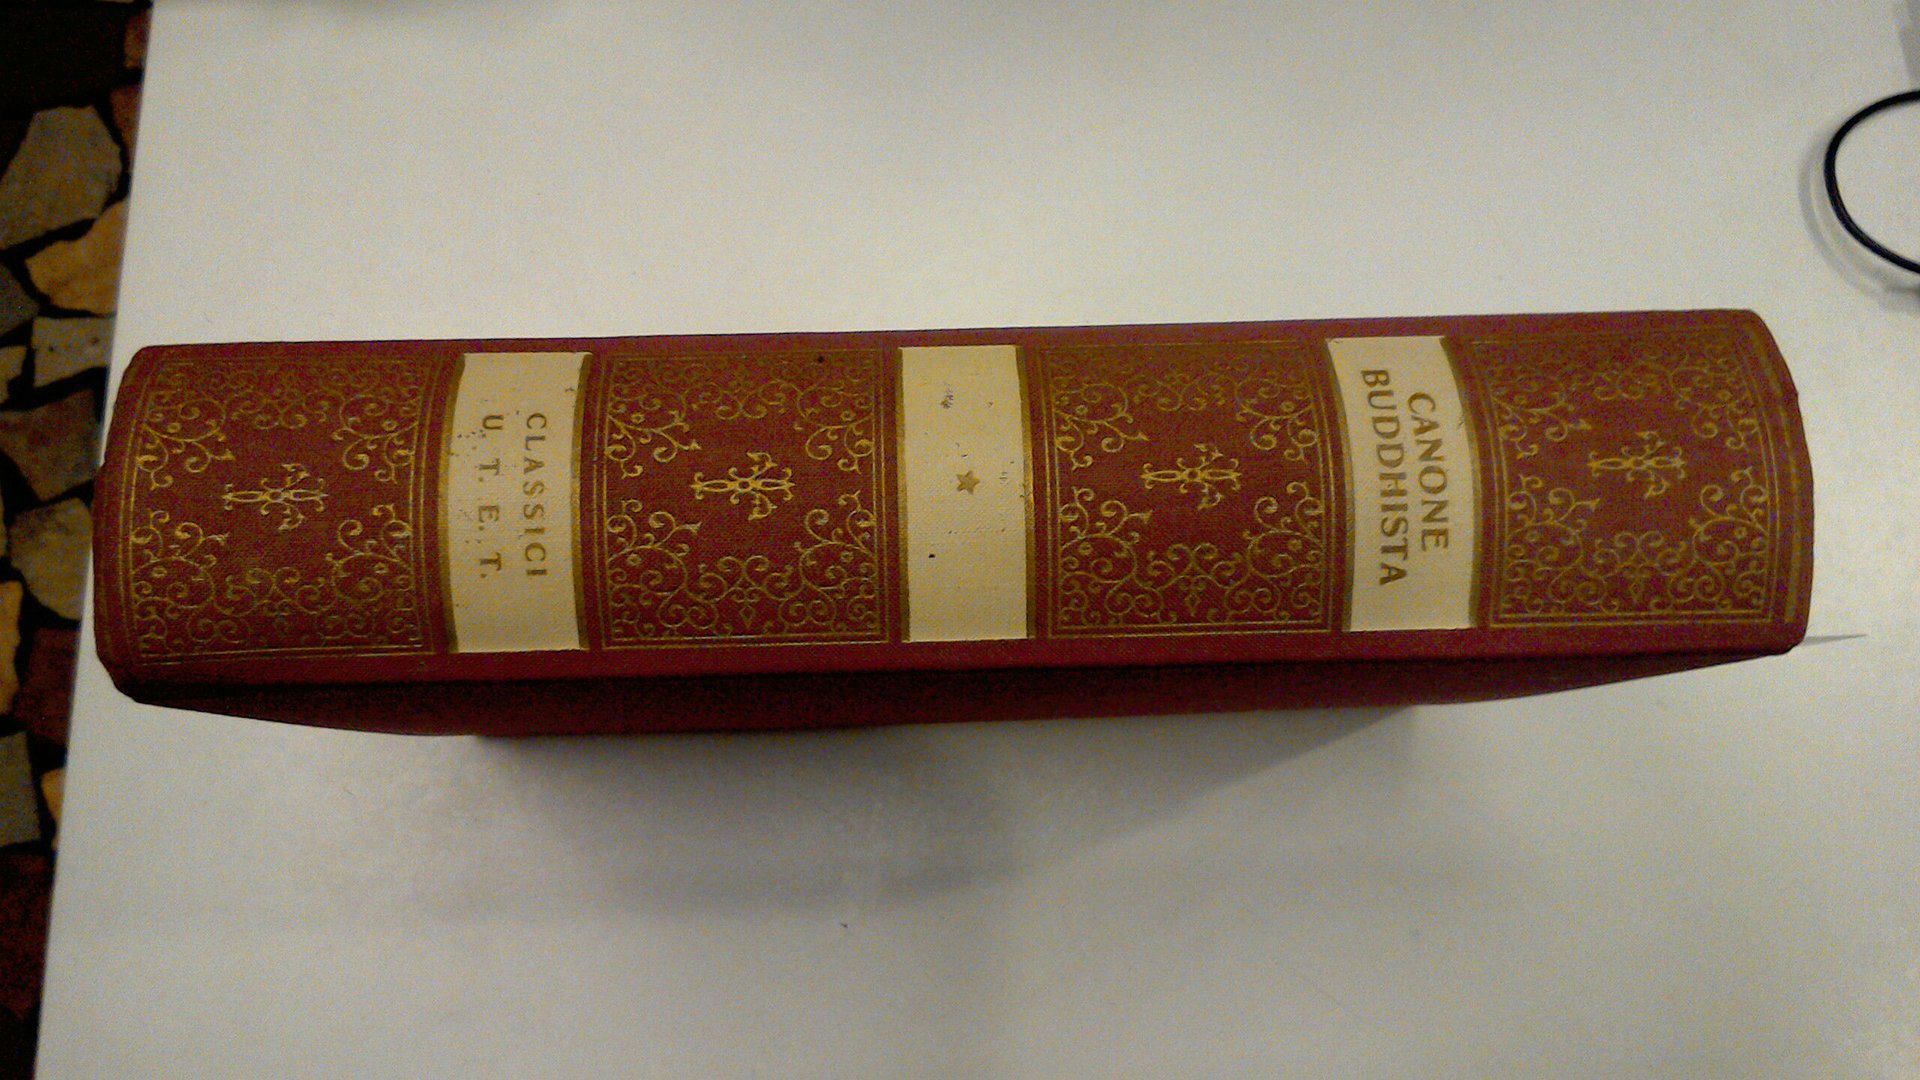 CANONE
BUDDHISTA
CLASSICI
U. T. E. T.